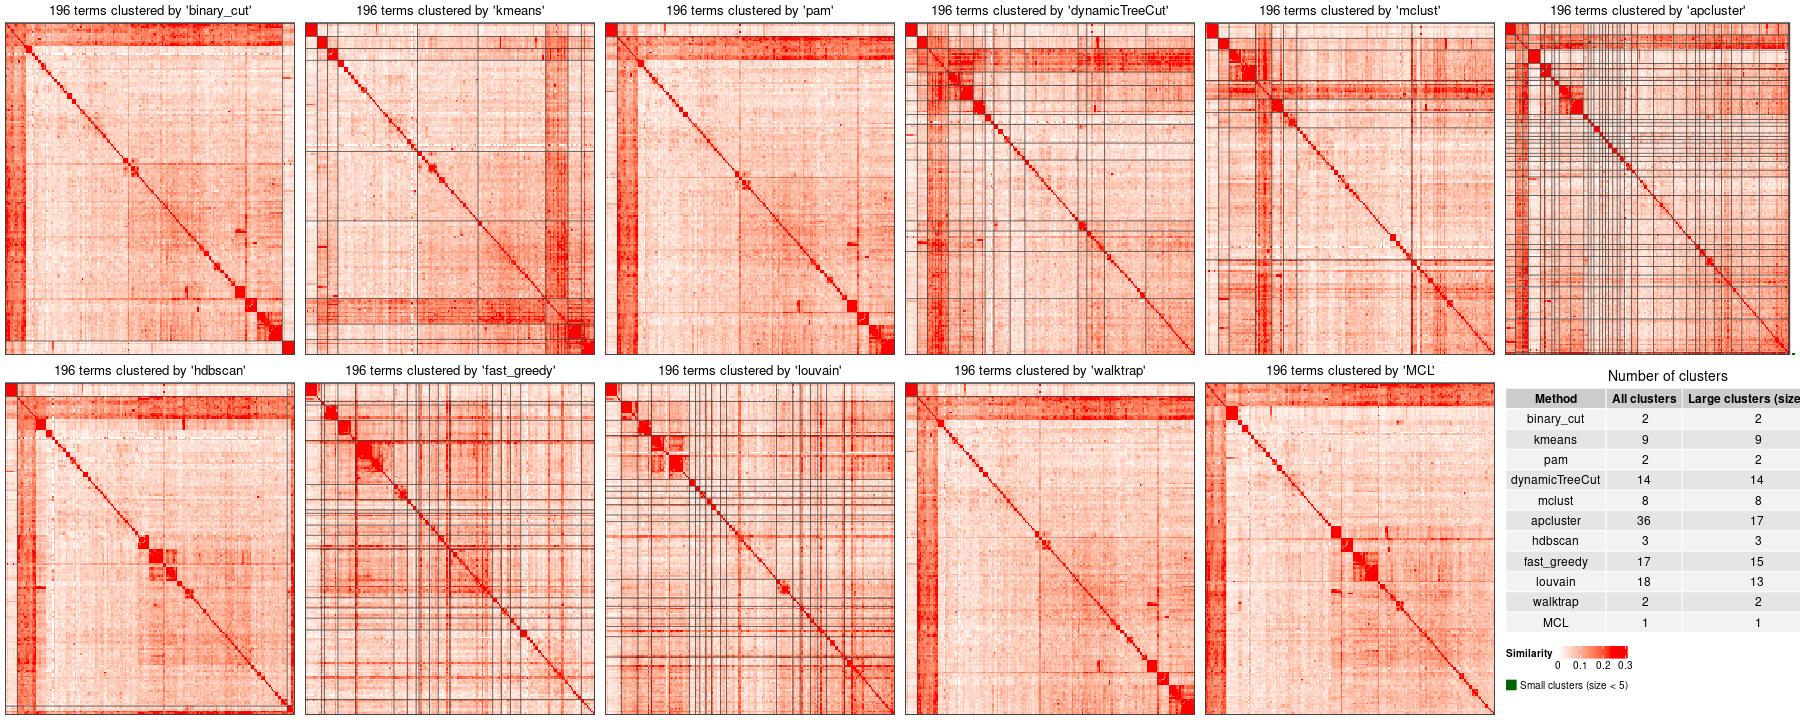 196 terms clustered by 'binary_cut'
196 terms clustered by 'kmeans'
196 terms clustered by 'pam'
196 terms clustered by 'dynamicTreeCut'
196 terms clustered by 'mclust'
196 terms clustered by 'apcluster'
196 terms clustered by 'hdbscan'
196 terms clustered by 'fast_greedy'
196 terms clustered by 'louvain'
196 terms clustered by 'walktrap'
196 terms clustered by 'MCL'
Number of clusters
Method All clusters Large clusters (size
binary_cut 2 2
kmeans 9 9
pam 2 2
dynamicTreeCut 14 14
mclust 8 8
apcluster 36 17
hdbscan 3 3
fast_greedy 17 15
louvain 18 13
walktrap 2 2
MCL 1 1
Similarity
0 0.1 0.2 0.3
Small clusters (size < 5)